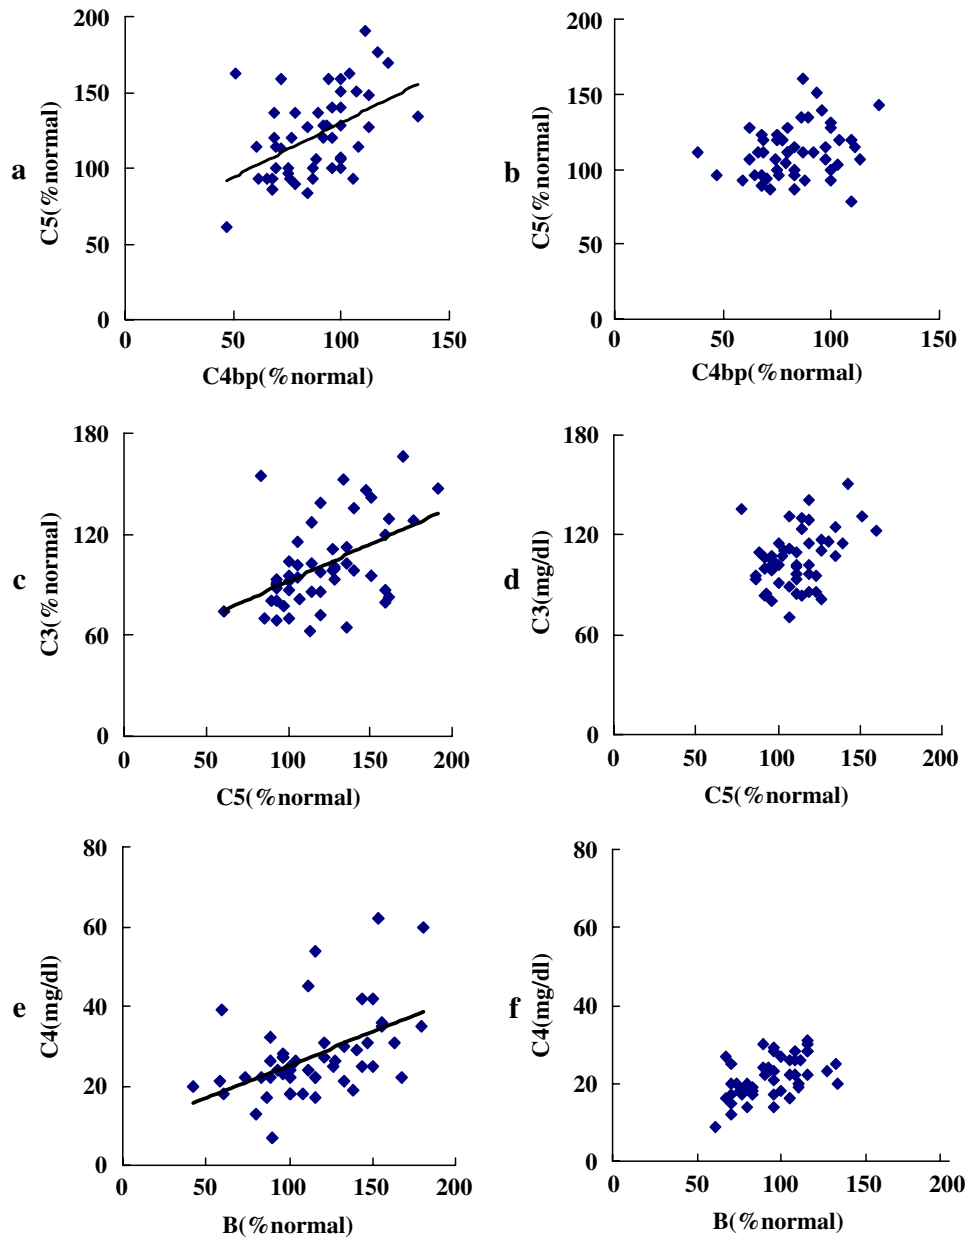 200
150
100
50
0
a
C5(%normal)
0 50 100 150
C4bp(%normal)
200
150
100
50
0
b
C5(%normal)
0 50 100 150
C4bp(%normal)
180
120
60
0
c
C3(%normal)
0 50 100 150 200
C5(%normal)
180
120
60
0
d
C3(mg/dl)
0 50 100 150 200
C5(%normal)
80
60
40
20
0
e
C4(mg/dl)
0 50 100 150 200
B(%normal)
80
60
40
20
0
f
C4(mg/dl)
0 50 100 150 200
B(%normal)